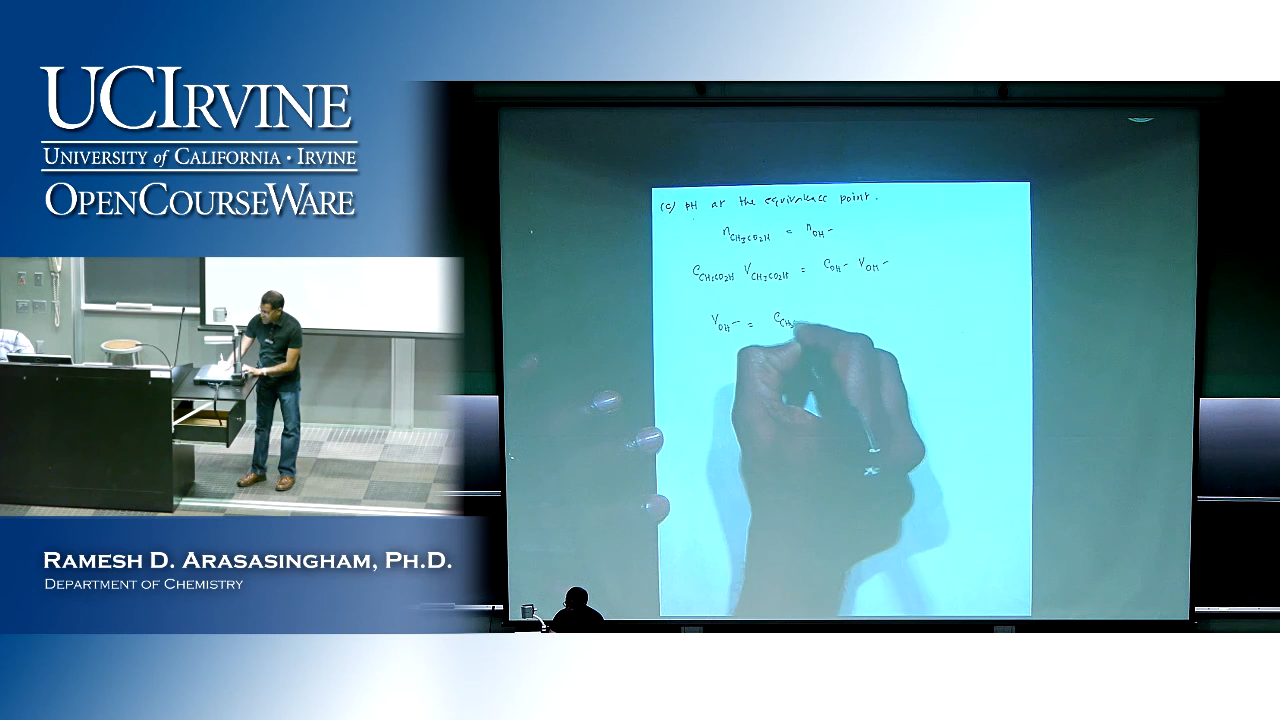 UCIRVINE
UNIVERSITY of CALIFORNIA · IRVINE
OPENCOURSEWARE
(c) pH at the equivalence point.
nCH3CO2H = nOH-
CCH3CO2H VCH3CO2H = COH- VOH-
VOH- = CCH3
RAMESH D. ARASASINGHAM, PH.D.
DEPARTMENT OF CHEMISTRY